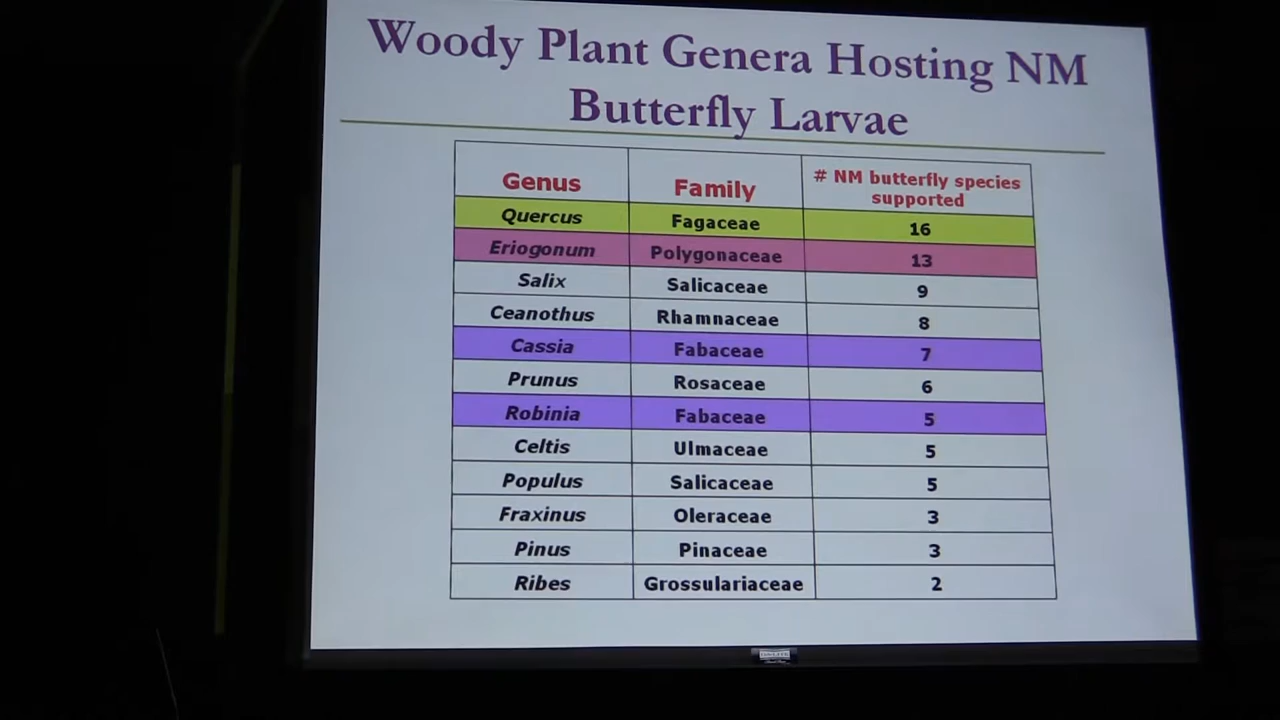 Woody Plant Genera Hosting NM
Butterfly Larvae
Genus Family # NM butterfly species supported
Quercus Fagaceae 16
Eriogonum Polygonaceae 13
Salix Salicaceae 9
Ceanothus Rhamnaceae 8
Cassia Fabaceae 7
Prunus Rosaceae 6
Robinia Fabaceae 5
Celtis Ulmaceae 5
Populus Salicaceae 5
Fraxinus Oleraceae 3
Pinus Pinaceae 3
Ribes Grossulariaceae 2